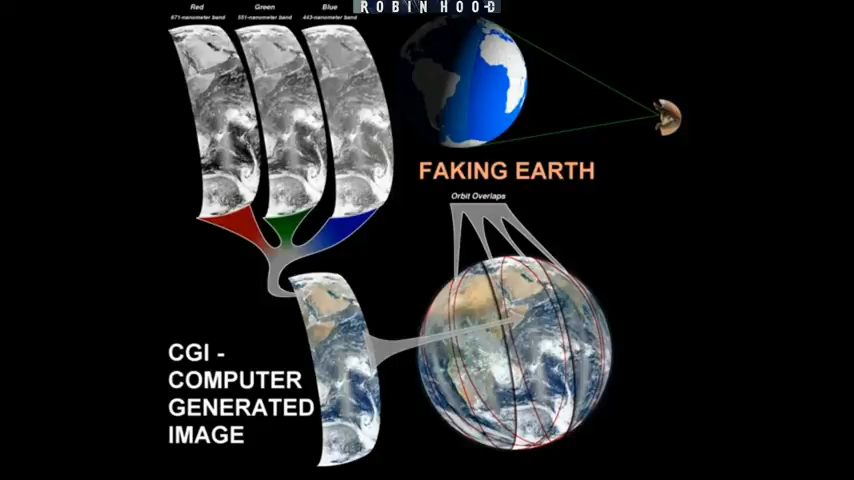 ROBIN HOOD
Red
671-nanometer band
Green
551-nanometer band
Blue
443-nanometer band
FAKING EARTH
Orbit Overlaps
CGI -
COMPUTER
GENERATED
IMAGE